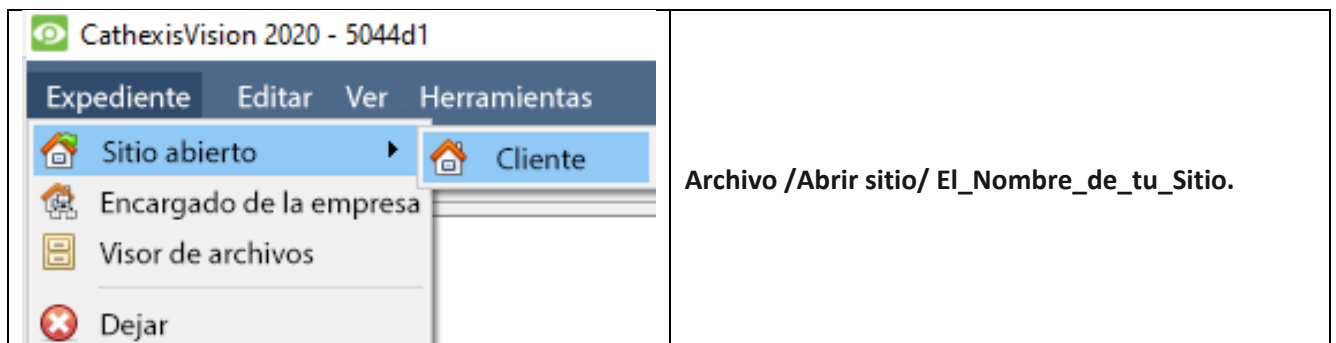 CathexisVision 2020 - 5044d1
Expediente Editar Ver Herramientas
Sitio abierto
Cliente
Encargado de la empresa
Visor de archivos
Dejar
Archivo /Abrir sitio/ El_Nombre_de_tu_Sitio.